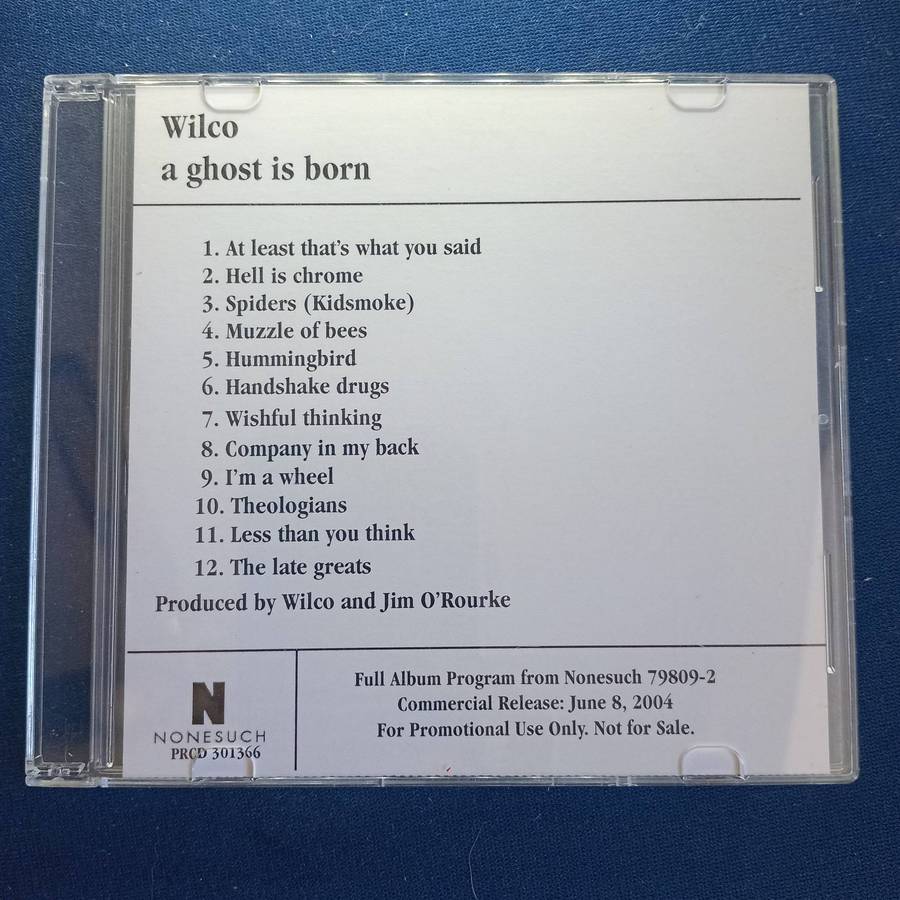 Wilco
a ghost is born
1. At least that's what you said
2. Hell is chrome
3. Spiders (Kidsmoke)
4. Muzzle of bees
5. Hummingbird
6. Handshake drugs
7. Wishful thinking
8. Company in my back
9. I'm a wheel
10. Theologians
11. Less than you think
12. The late greats
Produced by Wilco and Jim O'Rourke
N
NONESUCH
PRCD 301366
Full Album Program from Nonesuch 79809-2
Commercial Release: June 8, 2004
For Promotional Use Only. Not for Sale.